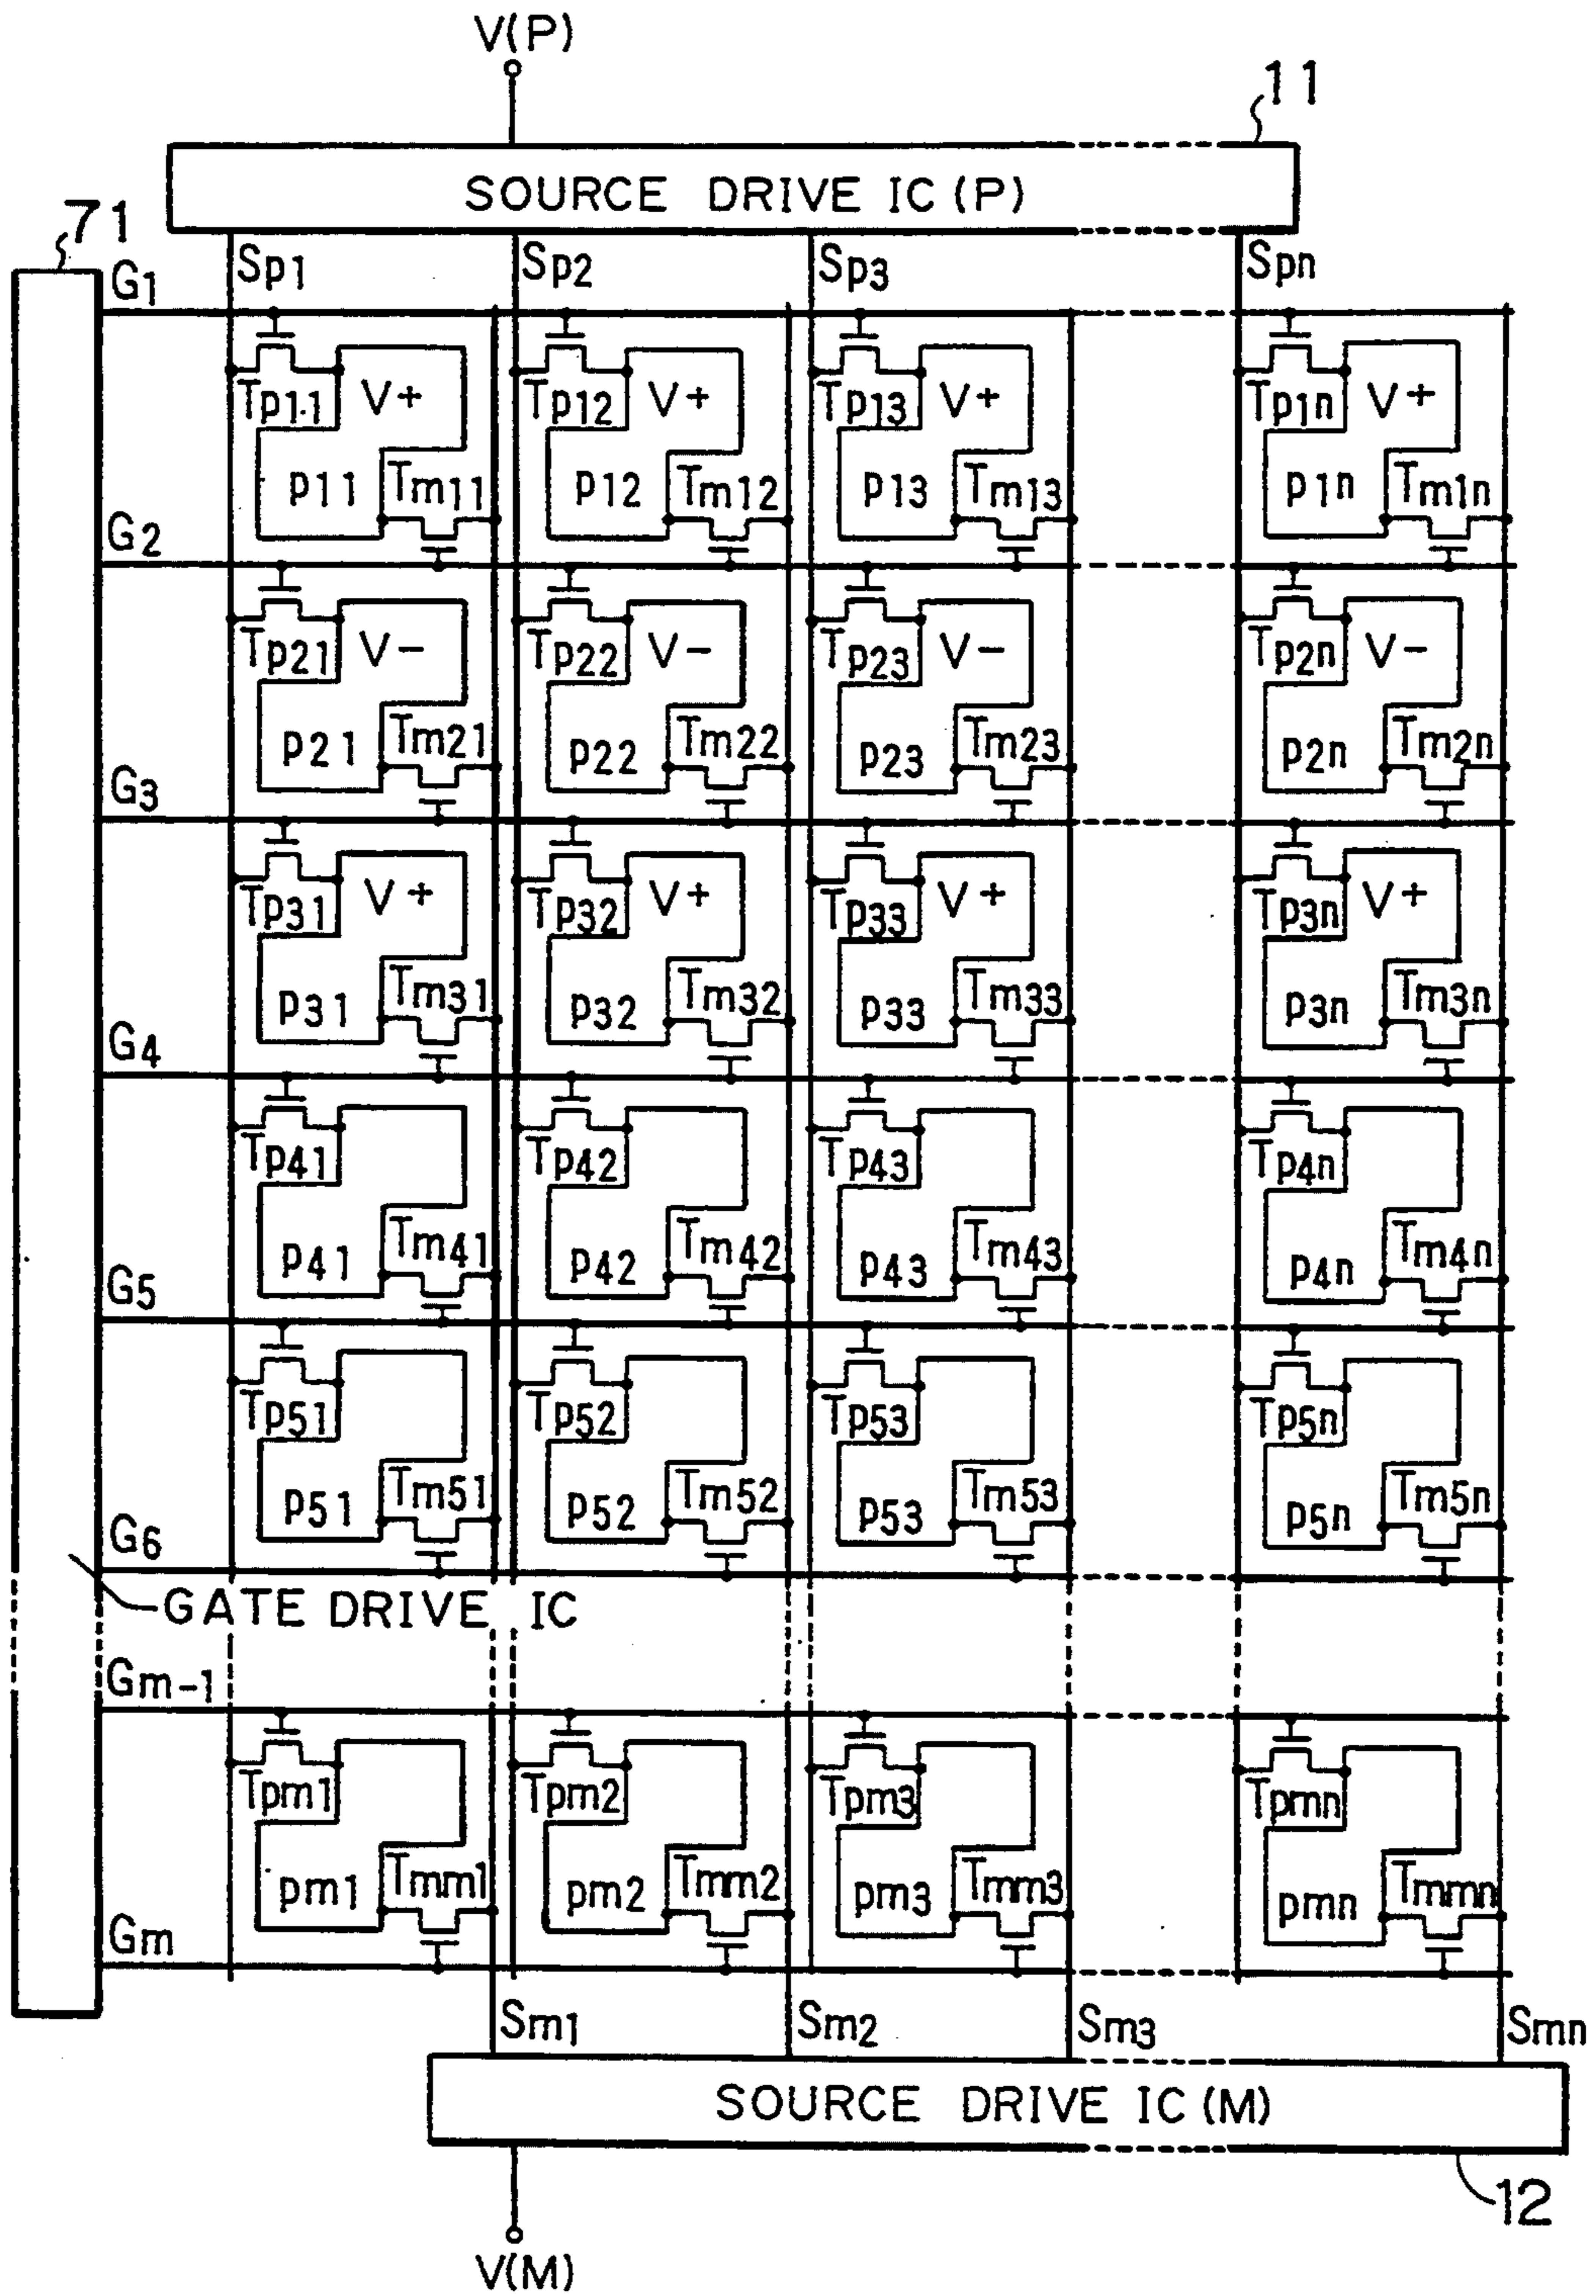 V(P)
11
SOURCE DRIVE IC (P)
71
Sp1 Sp2 Sp3 Spn
G1
Tp1.1 V+ Tp12 V+ Tp13 V+ Tp1n V+
p11 Tm11 p12 Tm12 p13 Tm13 p1n Tm1n
G2
Tp21 V- Tp22 V- Tp23 V- Tp2n V-
p21 Tm21 p22 Tm22 p23 Tm23 p2n Tm2n
G3
Tp31 V+ Tp32 V+ Tp33 V+ Tp3n V+
p31 Tm31 p32 Tm32 p33 Tm33 p3n Tm3n
G4
Tp41 Tp42 Tp43 Tp4n
p41 Tm41 p42 Tm42 p43 Tm43 p4n Tm4n
G5
Tp51 Tp52 Tp53 Tp5n
p51 Tm51 p52 Tm52 p53 Tm53 p5n Tm5n
G6
GATE DRIVE IC
Gm-1
Tpm1 Tpm2 Tpm3 Tpmn
pm1 Tmm1 pm2 Tmm2 pm3 Tmm3 pmn Tmmn
Gm
Sm1 Sm2 Sm3 Smn
SOURCE DRIVE IC (M)
12
V(M)